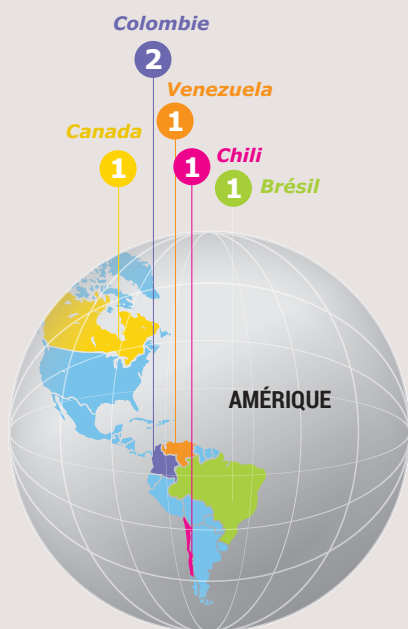 Colombie
2
Venezuela
1
Canada
1
Chili
1
Brésil
1
AMÉRIQUE